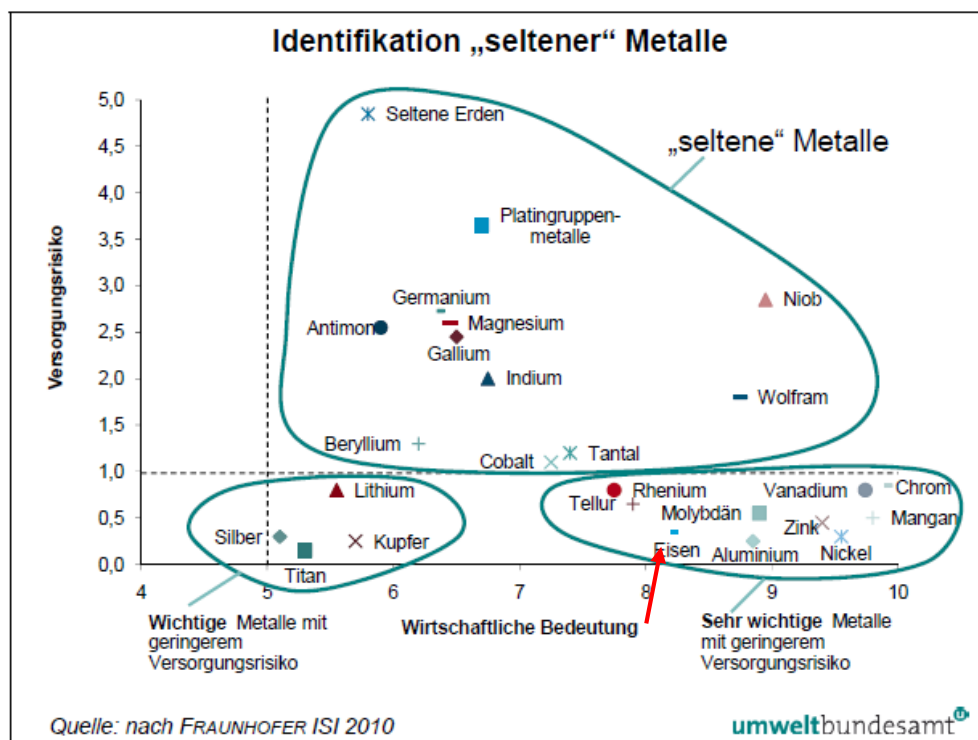 Identifikation „seltener“ Metalle
5,0
4,5
4,0
3,5
3,0
2,5
2,0
1,5
1,0
0,5
0,0
Versorgungsrisiko
Seltene Erden
„seltene“ Metalle
Platingruppen-
metalle
Germanium
Niob
Antimon
Magnesium
Gallium
Indium
Wolfram
Beryllium
Cobalt
Tantal
Lithium
Silber
Kupfer
Titan
Rhenium
Vanadium
Chrom
Tellur
Molybdän
Zink
Mangan
Eisen
Aluminium
Nickel
4
5
6
7
8
9
10
Wirtschaftliche Bedeutung
Wichtige Metalle mit
geringerem
Versorgungsrisiko
Sehr wichtige Metalle
mit geringerem
Versorgungsrisiko
Quelle: nach FRAUNHOFER ISI 2010
umweltbundesamt
u